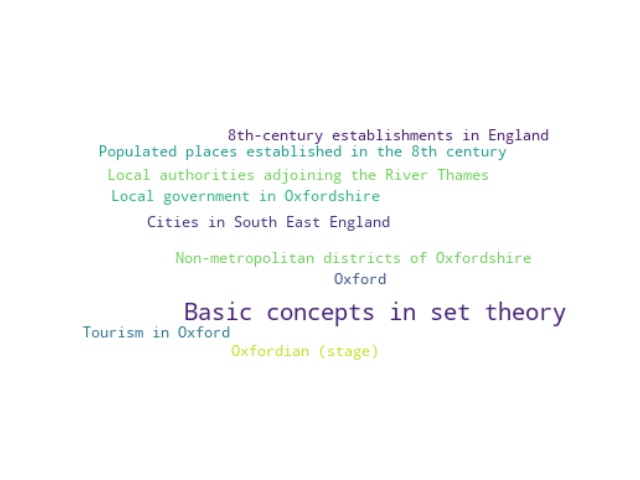 8th-century establishments in England
Populated places established in the 8th century
Local authorities adjoining the River Thames
Local government in Oxfordshire
Cities in South East England
Non-metropolitan districts of Oxfordshire
Oxford
Basic concepts in set theory
Tourism in Oxford
Oxfordian (stage)